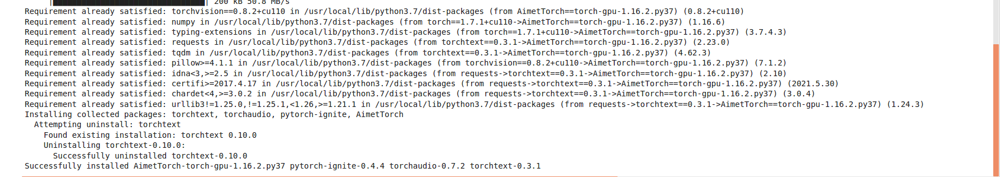 200 kB 50.8 MB/s
Requirement already satisfied: torchvision==0.8.2+cu110 in /usr/local/lib/python3.7/dist-packages (from AimetTorch==torch-gpu-1.16.2.py37) (0.8.2+cu110)
Requirement already satisfied: numpy in /usr/local/lib/python3.7/dist-packages (from torch==1.7.1+cu110->AimetTorch==torch-gpu-1.16.2.py37) (1.16.6)
Requirement already satisfied: typing-extensions in /usr/local/lib/python3.7/dist-packages (from torch==1.7.1+cu110->AimetTorch==torch-gpu-1.16.2.py37) (3.7.4.3)
Requirement already satisfied: requests in /usr/local/lib/python3.7/dist-packages (from torchtext==0.3.1->AimetTorch==torch-gpu-1.16.2.py37) (2.23.0)
Requirement already satisfied: tqdm in /usr/local/lib/python3.7/dist-packages (from torchtext==0.3.1->AimetTorch==torch-gpu-1.16.2.py37) (4.62.3)
Requirement already satisfied: pillow>=4.1.1 in /usr/local/lib/python3.7/dist-packages (from torchvision==0.8.2+cu110->AimetTorch==torch-gpu-1.16.2.py37) (7.1.2)
Requirement already satisfied: idna<3,>=2.5 in /usr/local/lib/python3.7/dist-packages (from requests->torchtext==0.3.1->AimetTorch==torch-gpu-1.16.2.py37) (2.10)
Requirement already satisfied: certifi>=2017.4.17 in /usr/local/lib/python3.7/dist-packages (from requests->torchtext==0.3.1->AimetTorch==torch-gpu-1.16.2.py37) (2021.5.30)
Requirement already satisfied: chardet<4,>=3.0.2 in /usr/local/lib/python3.7/dist-packages (from requests->torchtext==0.3.1->AimetTorch==torch-gpu-1.16.2.py37) (3.0.4)
Requirement already satisfied: urllib3!=1.25.0,!=1.25.1,<1.26,>=1.21.1 in /usr/local/lib/python3.7/dist-packages (from requests->torchtext==0.3.1->AimetTorch==torch-gpu-1.16.2.py37) (1.24.3)
Installing collected packages: torchtext, torchaudio, pytorch-ignite, AimetTorch
  Attempting uninstall: torchtext
    Found existing installation: torchtext 0.10.0
    Uninstalling torchtext-0.10.0:
      Successfully uninstalled torchtext-0.10.0
Successfully installed AimetTorch-torch-gpu-1.16.2.py37 pytorch-ignite-0.4.4 torchaudio-0.7.2 torchtext-0.3.1